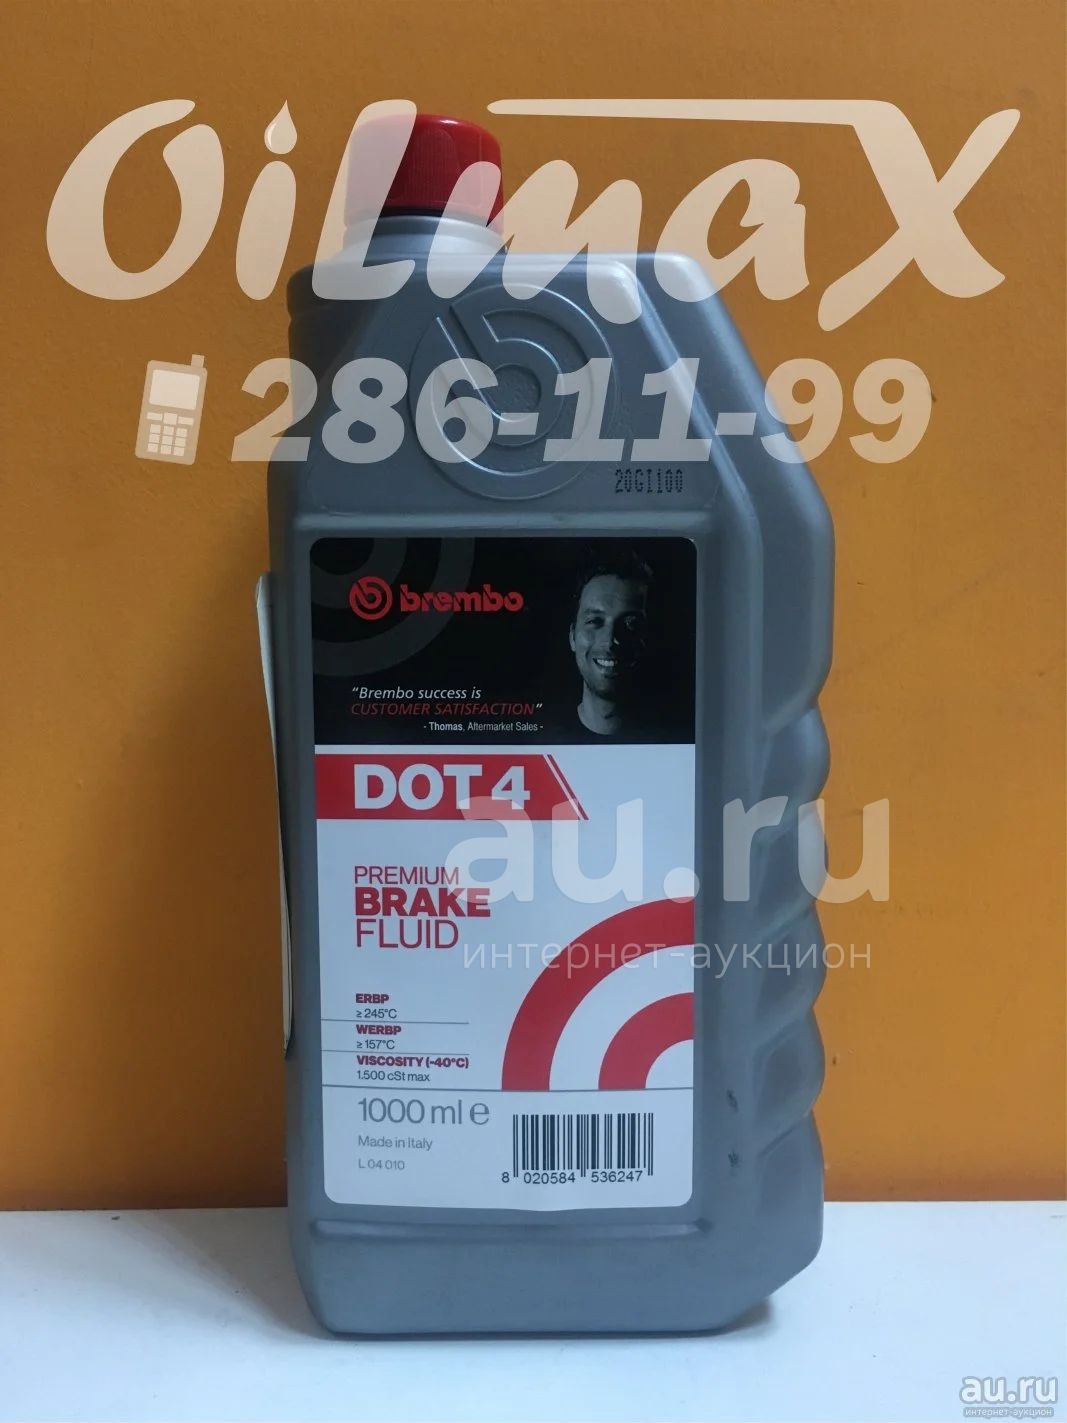 OilmaX
286-11-99
20GI100
brembo
“Brembo success is
CUSTOMER SATISFACTION”
- Thomas, Aftermarket Sales -
DOT 4
au.ru
PREMIUM
BRAKE
FLUID
интернет-аукцион
ERBP
≥ 245°C
WERBP
≥ 157°C
VISCOSITY (-40°C)
1.500 cSt max
1000 ml e
Made in Italy
L 04 010
8 020584 536247
au.ru
интернет-аукцион